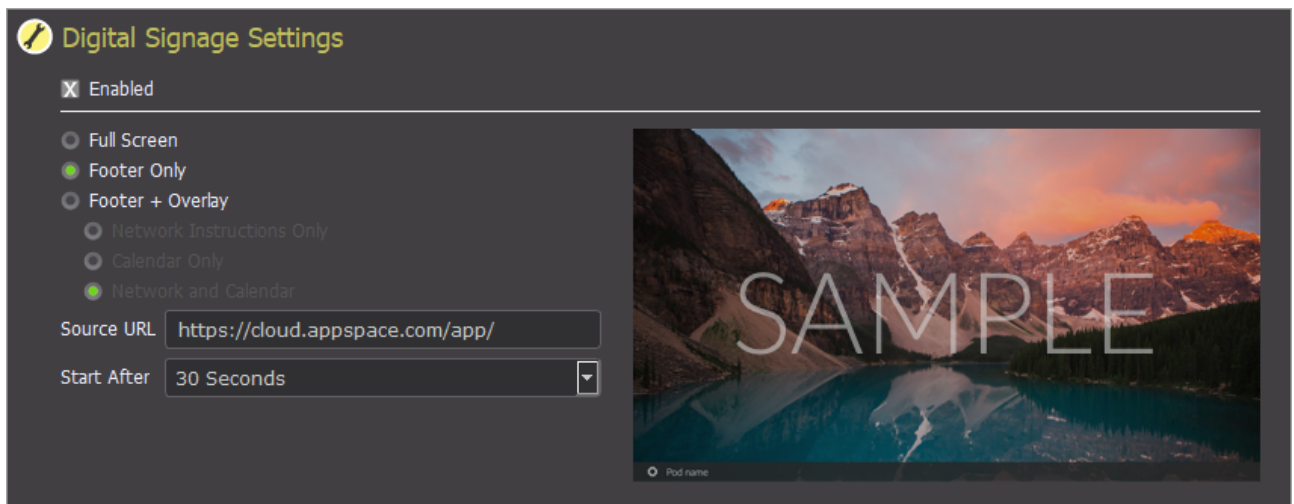 Digital Signage Settings
X Enabled
Full Screen
Footer Only
Footer + Overlay
Network Instructions Only
Calendar Only
Network and Calendar
Source URL https://cloud.appspace.com/app/
Start After 30 Seconds
SAMPLE
Pod name